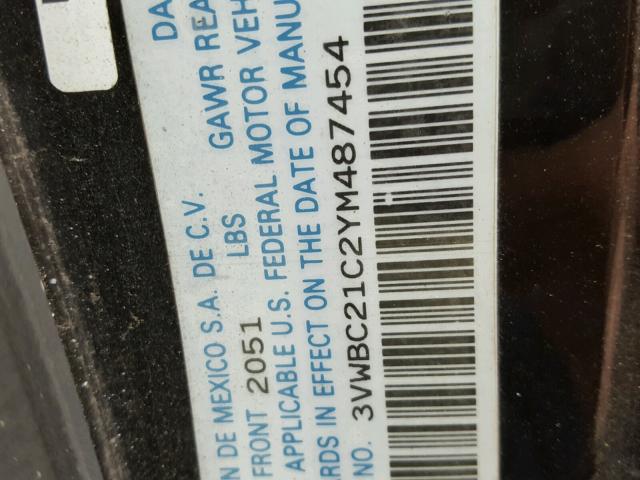 N DE MEXICO S.A. DE C.V. DA
FRONT 2051 LBS GAWR REA
APPLICABLE U.S. FEDERAL MOTOR VEH
RDS IN EFFECT ON THE DATE OF MANU
NO. 3VWBC21C2YM487454